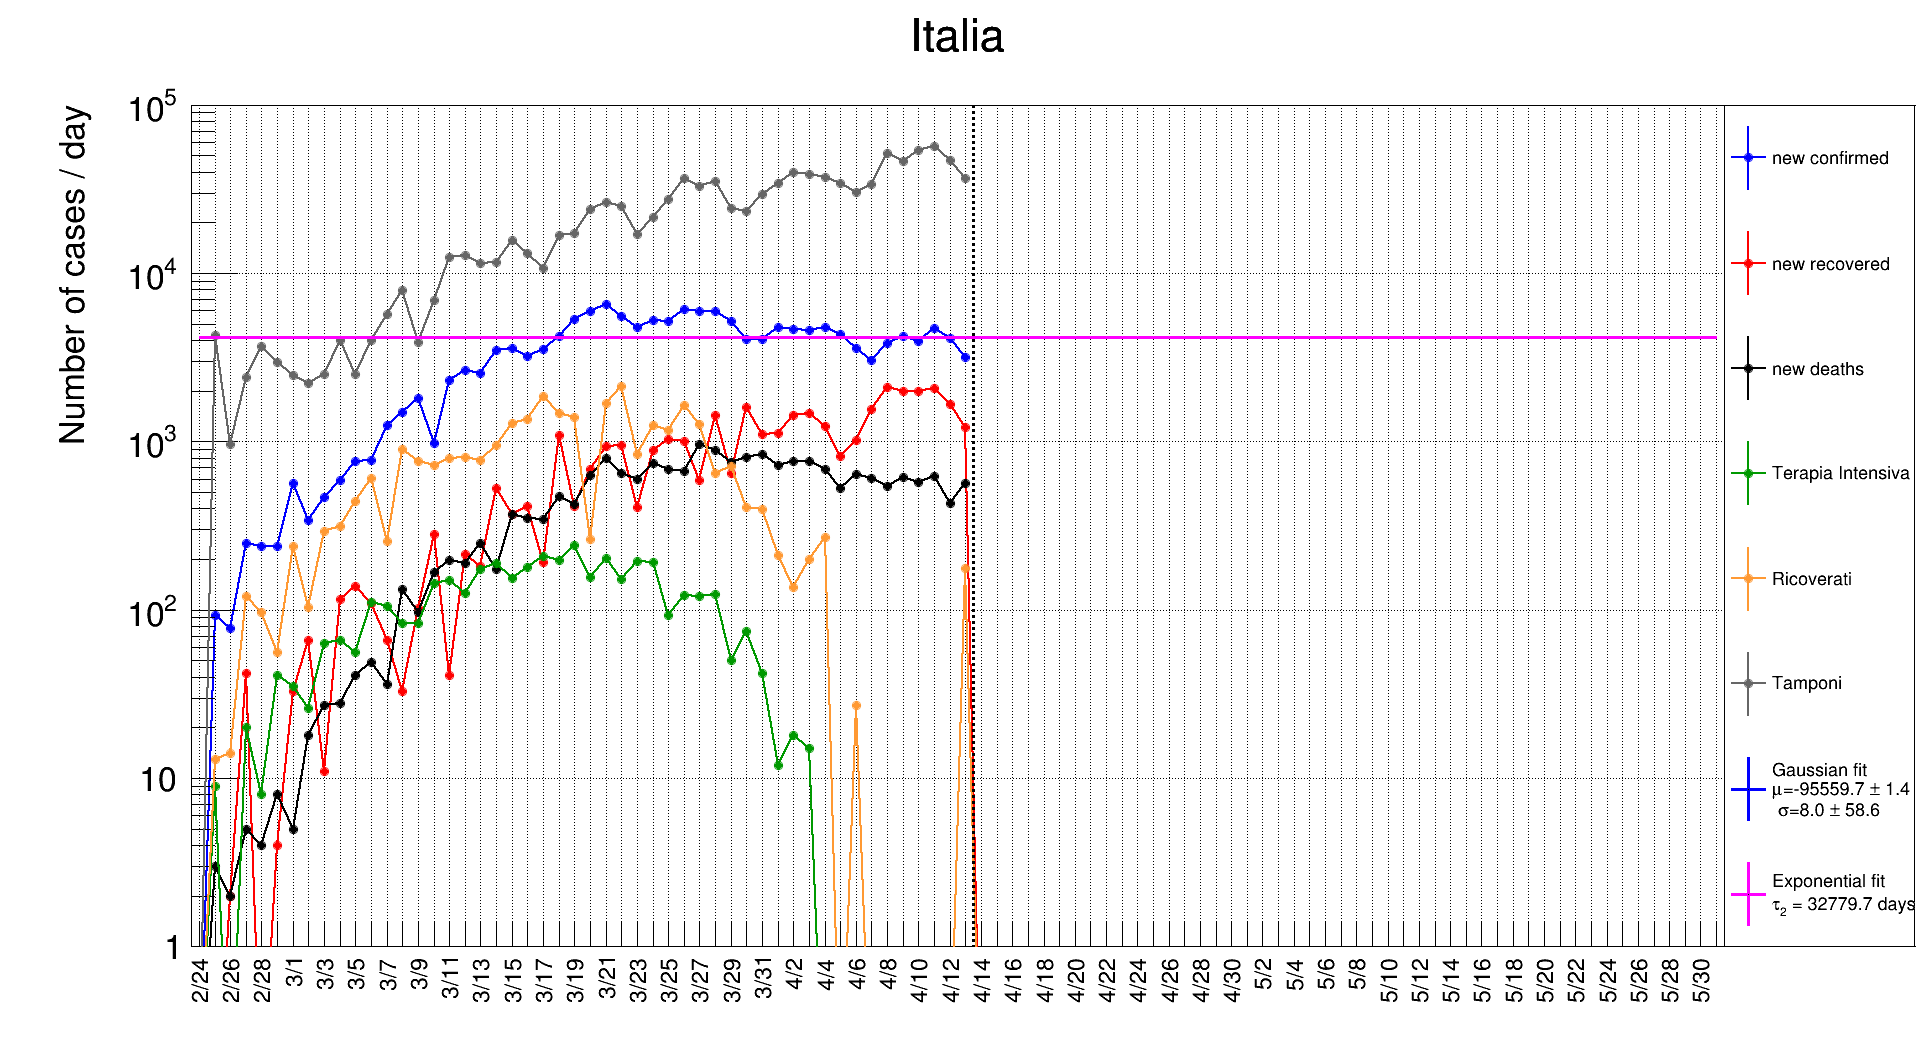 Italia
Number of cases / day
10^5
10^4
10^3
10^2
10
1
2/24 2/26 2/28 3/1 3/3 3/5 3/7 3/9 3/11 3/13 3/15 3/17 3/19 3/21 3/23 3/25 3/27 3/29 3/31 4/2 4/4 4/6 4/8 4/10 4/12 4/14 4/16 4/18 4/20 4/22 4/24 4/26 4/28 4/30 5/2 5/4 5/6 5/8 5/10 5/12 5/14 5/16 5/18 5/20 5/22 5/24 5/26 5/28 5/30
new confirmed
new recovered
new deaths
Terapia Intensiva
Ricoverati
Tamponi
Gaussian fit
μ=-95559.7 ± 1.4
σ=8.0 ± 58.6
Exponential fit
τ₂ = 32779.7 days